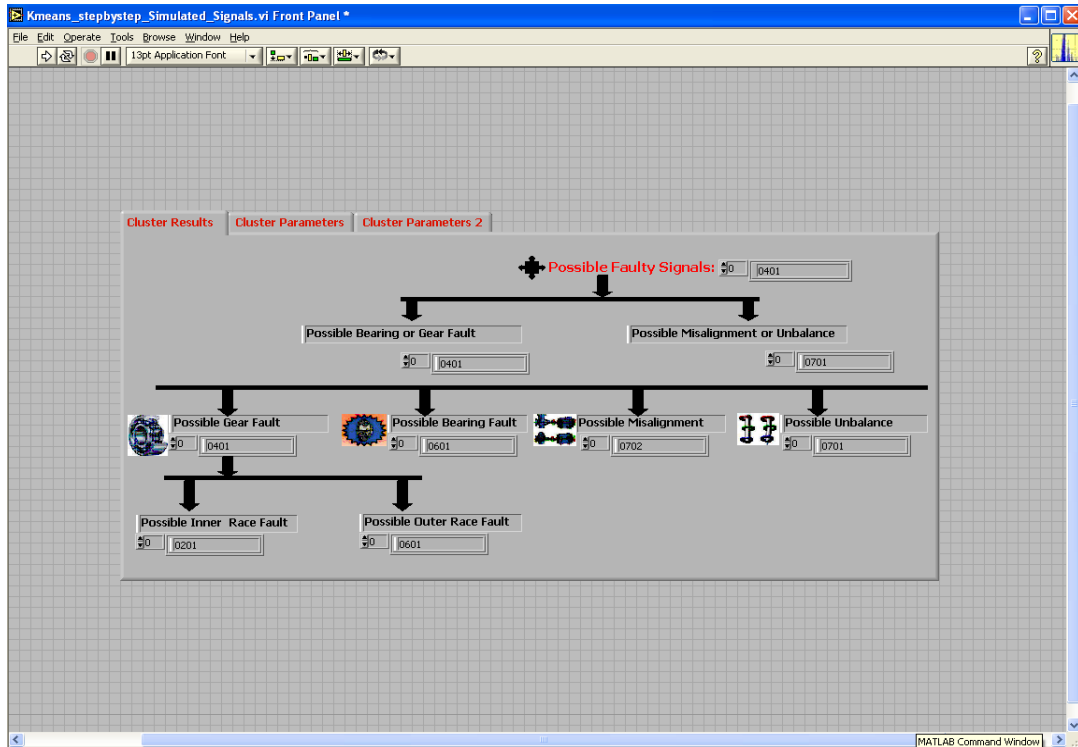 Kmeans_stepbystep_Simulated_Signals.vi Front Panel *
File Edit Operate Tools Browse Window Help
13pt Application Font
?
Cluster Results Cluster Parameters Cluster Parameters 2
Possible Faulty Signals: 0 0401
Possible Bearing or Gear Fault Possible Misalignment or Unbalance
0 0401 0 0701
Possible Gear Fault Possible Bearing Fault Possible Misalignment Possible Unbalance
0 0401 0 0601 0 0702 0 0701
Possible Inner Race Fault Possible Outer Race Fault
0 0201 0 0601
MATLAB Command Window